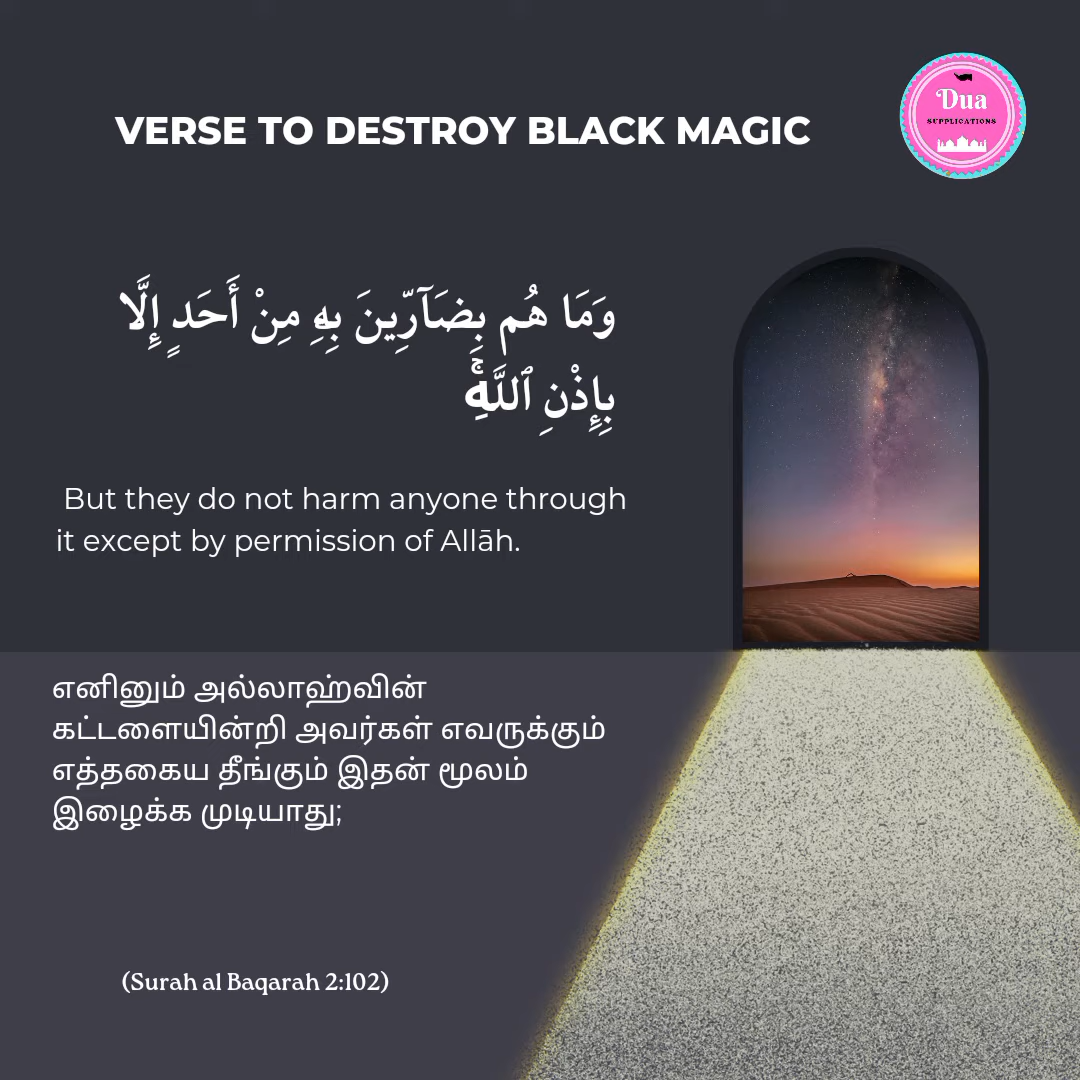 VERSE TO DESTROY BLACK MAGIC
Dua
SUPPLICATIONS
وَمَا هُم بِضَآرِّينَ بِهِۦ مِنْ أَحَدٍ إِلَّا
بِإِذْنِ ٱللَّهِۚ
But they do not harm anyone through
it except by permission of Allāh.
எனினும் அல்லாஹ்வின்
கட்டளையின்றி அவர்கள் எவருக்கும்
எத்தகைய தீங்கும் இதன் மூலம்
இழைக்க முடியாது;
(Surah al Baqarah 2:102)